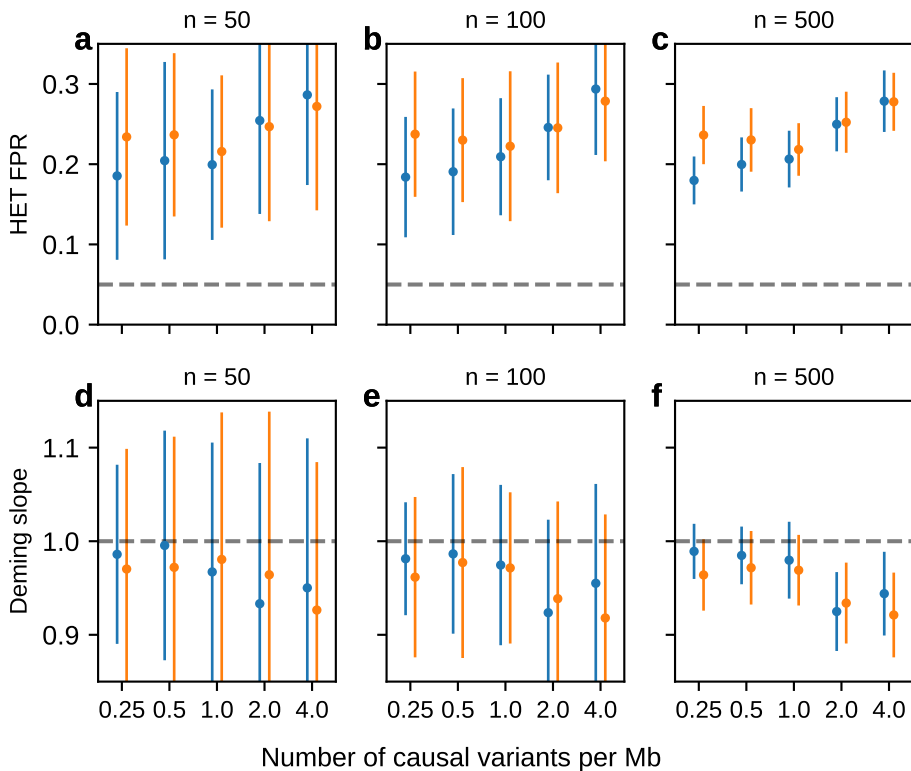 n = 50
n = 100
n = 500
a
b
c
HET FPR
0.3
0.2
0.1
0.0
n = 50
n = 100
n = 500
d
e
f
Deming slope
1.1
1.0
0.9
0.25 0.5 1.0 2.0 4.0
0.25 0.5 1.0 2.0 4.0
0.25 0.5 1.0 2.0 4.0
Number of causal variants per Mb